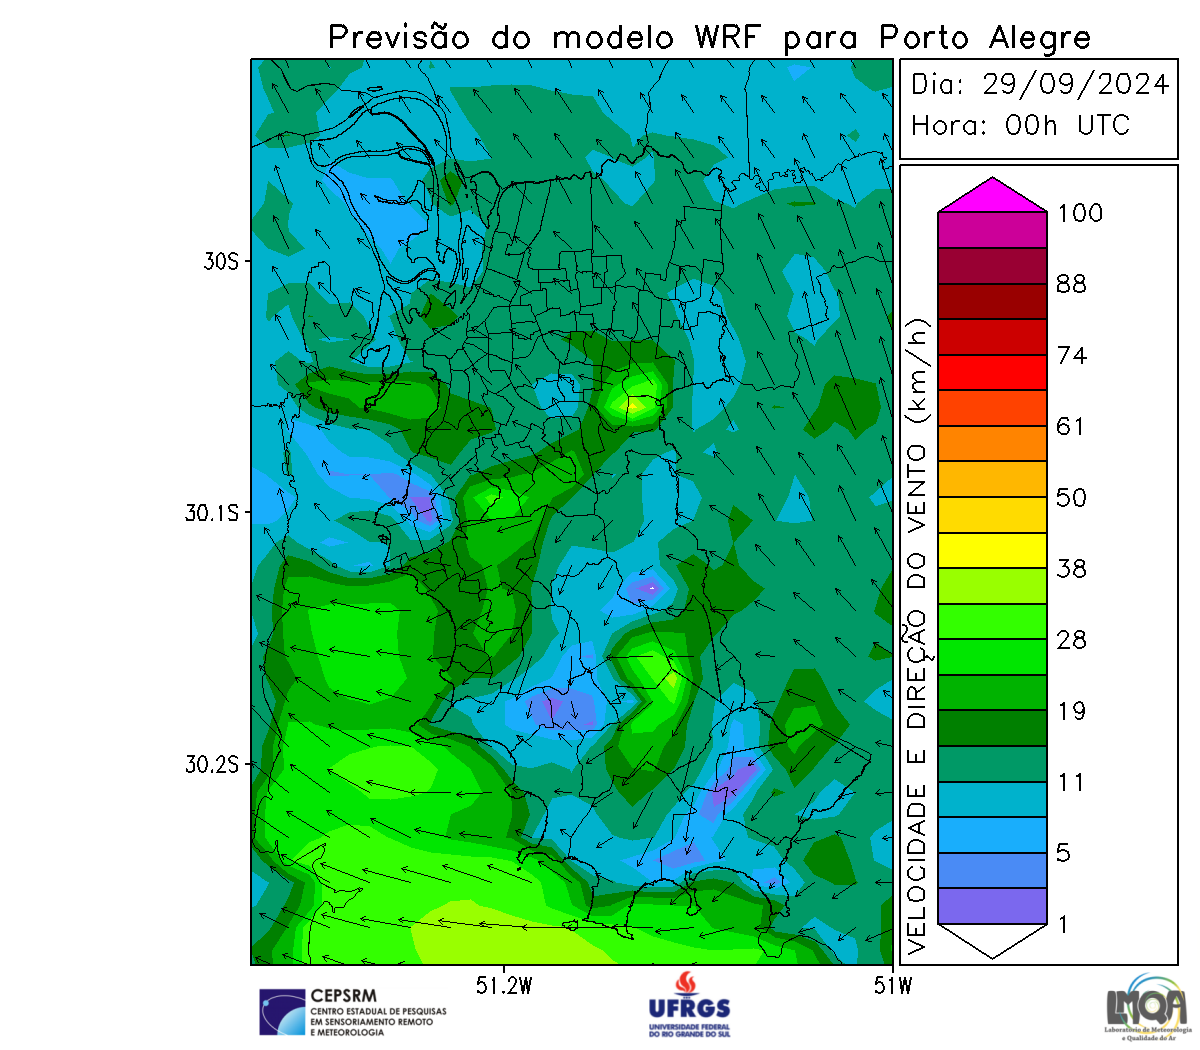 Previsão do modelo WRF para Porto Alegre
Dia: 29/09/2024
Hora: 00h UTC
30S
30.1S
30.2S
51.2W
51W
VELOCIDADE E DIREÇÃO DO VENTO (km/h)
100
88
74
61
50
38
28
19
11
5
1
CEPSRM
CENTRO ESTADUAL DE PESQUISAS
EM SENSORIAMENTO REMOTO
E METEOROLOGIA
UFRGS
UNIVERSIDADE FEDERAL
DO RIO GRANDE DO SUL
LMQA
Laboratório de Meteorologia
e Qualidade do Ar